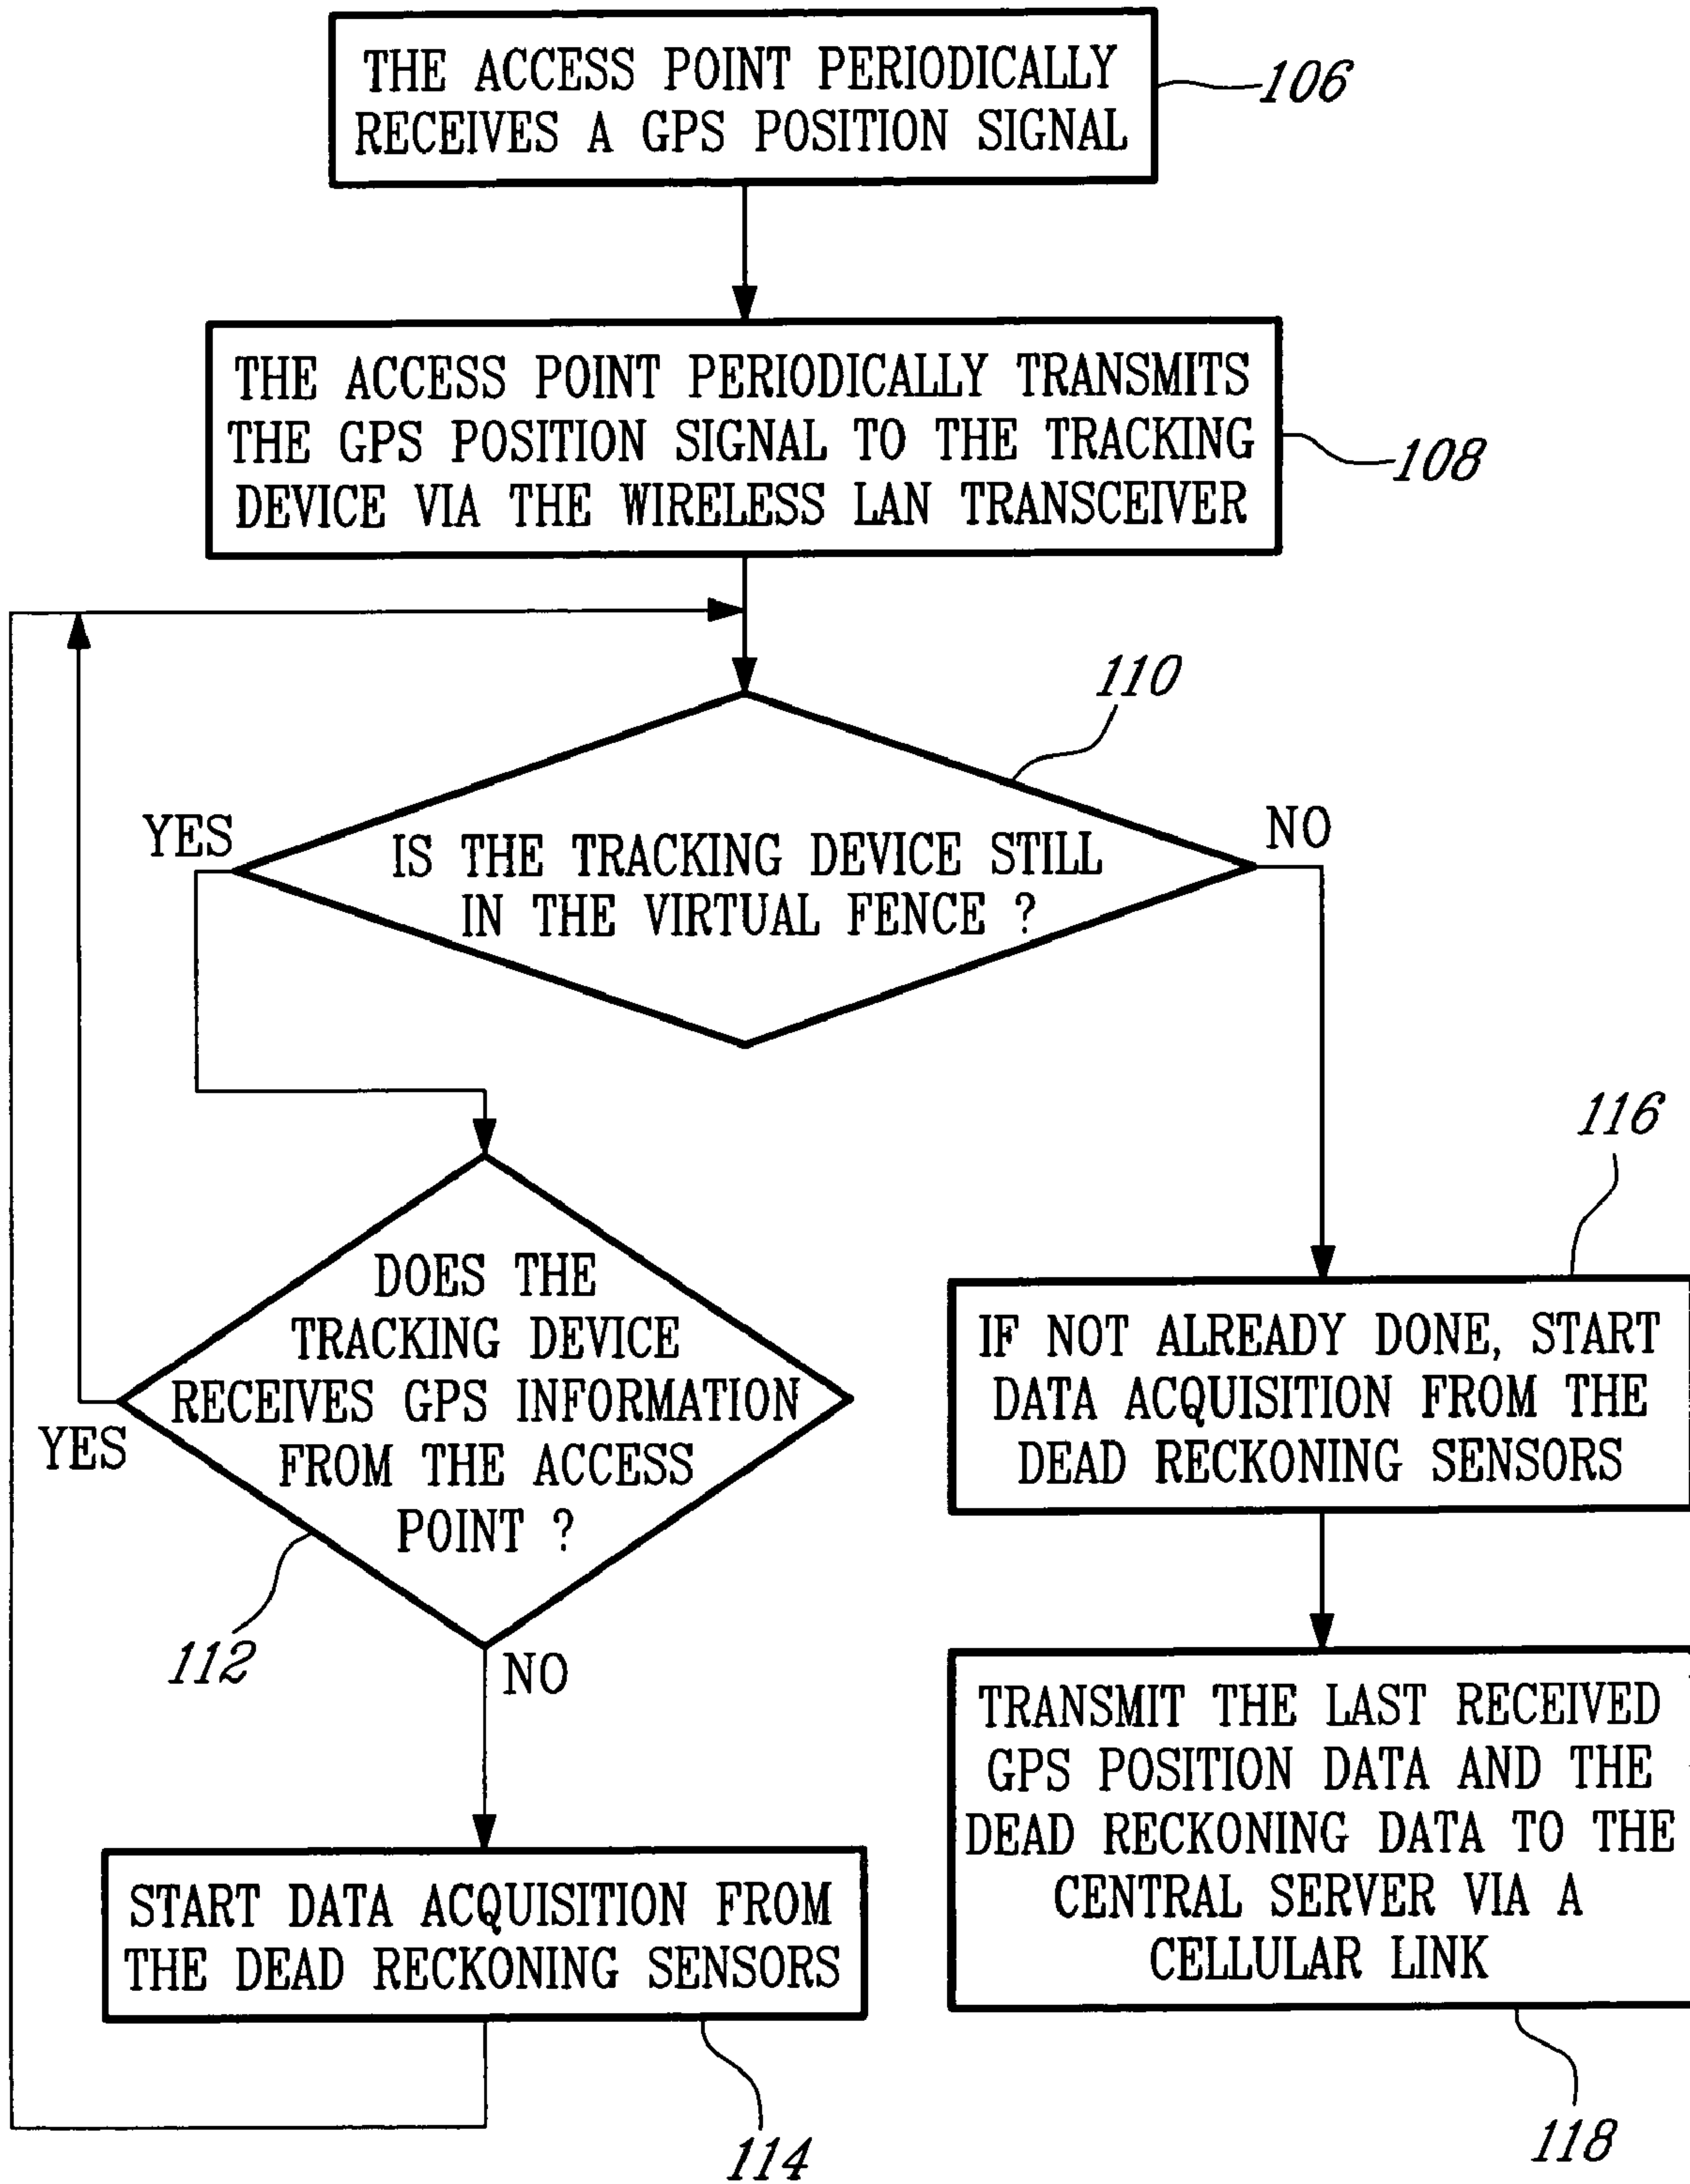 THE ACCESS POINT PERIODICALLY
RECEIVES A GPS POSITION SIGNAL
106
THE ACCESS POINT PERIODICALLY TRANSMITS
THE GPS POSITION SIGNAL TO THE TRACKING
DEVICE VIA THE WIRELESS LAN TRANSCEIVER
108
110
YES
NO
IS THE TRACKING DEVICE STILL
IN THE VIRTUAL FENCE ?
DOES THE
TRACKING DEVICE
RECEIVES GPS INFORMATION
FROM THE ACCESS
POINT ?
YES
112
NO
START DATA ACQUISITION FROM
THE DEAD RECKONING SENSORS
114
116
IF NOT ALREADY DONE, START
DATA ACQUISITION FROM THE
DEAD RECKONING SENSORS
TRANSMIT THE LAST RECEIVED
GPS POSITION DATA AND THE
DEAD RECKONING DATA TO THE
CENTRAL SERVER VIA A
CELLULAR LINK
118